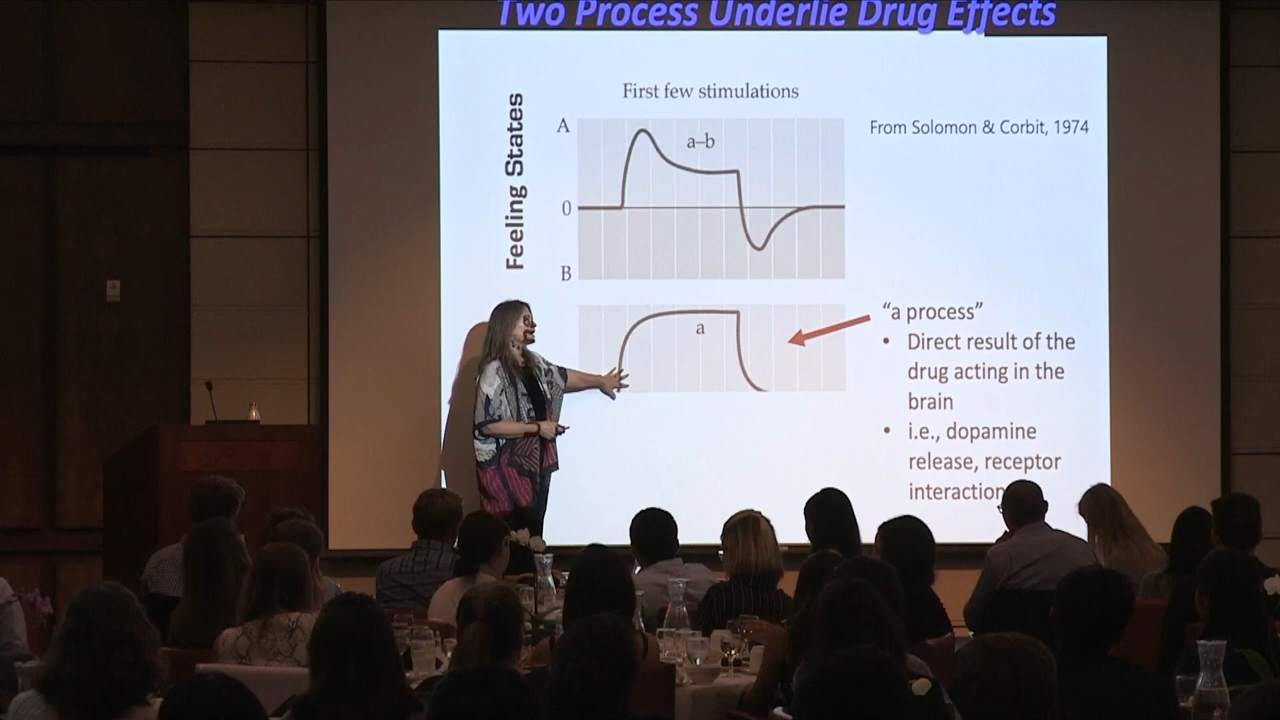 Two Process Underlie Drug Effects
First few stimulations
From Solomon & Corbit, 1974
Feeling States
A
a–b
0
B
a
“a process”
• Direct result of the
drug acting in the
brain
• i.e., dopamine
release, receptor
interaction